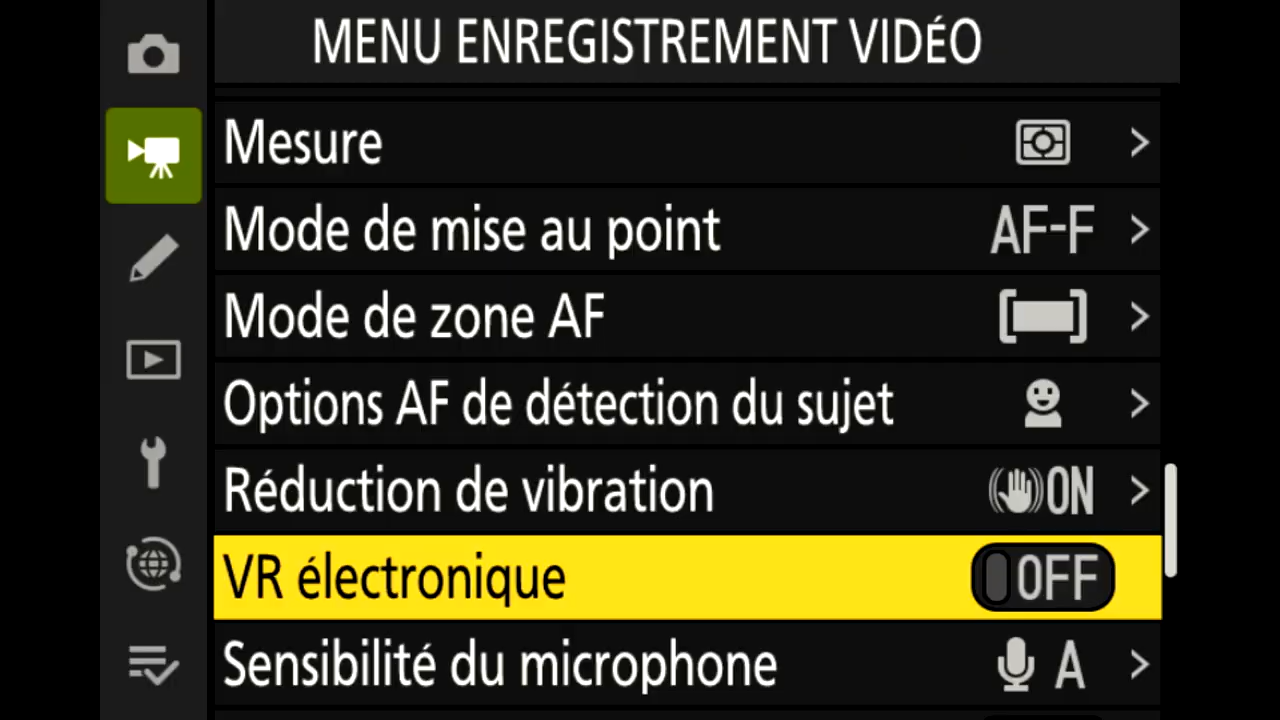 MENU ENREGISTREMENT VIDÉO
Mesure
Mode de mise au point AF-F
Mode de zone AF
Options AF de détection du sujet
Réduction de vibration ON
VR électronique OFF
Sensibilité du microphone A